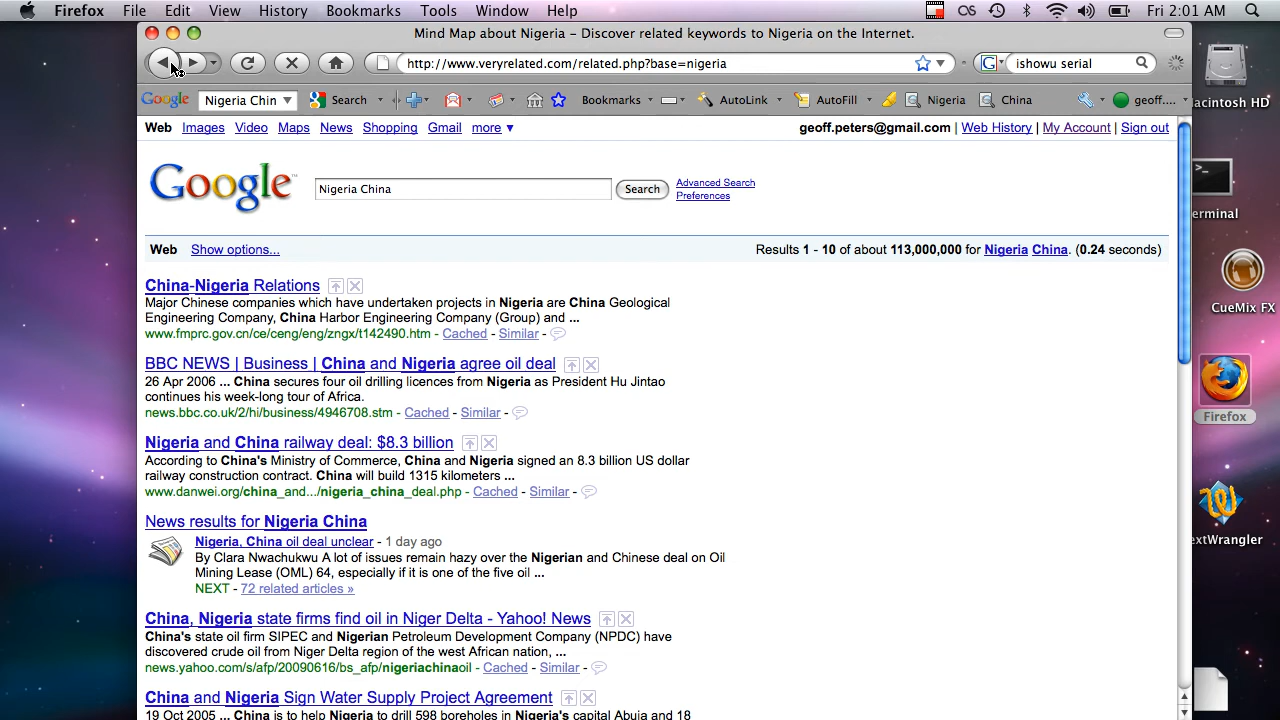 Firefox File Edit View History Bookmarks Tools Window Help Fri 2:01 AM
Mind Map about Nigeria – Discover related keywords to Nigeria on the Internet.
http://www.veryrelated.com/related.php?base=nigeria ishowu serial
Google Nigeria Chin Search Bookmarks AutoLink AutoFill Nigeria China geoff....
Web Images Video Maps News Shopping Gmail more ▼ geoff.peters@gmail.com | Web History | My Account | Sign out
Google Nigeria China Search Advanced Search
Preferences
Web Show options... Results 1 - 10 of about 113,000,000 for Nigeria China. (0.24 seconds)
China-Nigeria Relations
Major Chinese companies which have undertaken projects in Nigeria are China Geological
Engineering Company, China Harbor Engineering Company (Group) and ...
www.fmprc.gov.cn/ce/ceng/eng/zngx/t142490.htm - Cached - Similar -
BBC NEWS | Business | China and Nigeria agree oil deal
26 Apr 2006 ... China secures four oil drilling licences from Nigeria as President Hu Jintao
continues his week-long tour of Africa.
news.bbc.co.uk/2/hi/business/4946708.stm - Cached - Similar -
Nigeria and China railway deal: $8.3 billion
According to China's Ministry of Commerce, China and Nigeria signed an 8.3 billion US dollar
railway construction contract. China will build 1315 kilometers ...
www.danwei.org/china_and.../nigeria_china_deal.php - Cached - Similar -
News results for Nigeria China
Nigeria, China oil deal unclear - 1 day ago
By Clara Nwachukwu A lot of issues remain hazy over the Nigerian and Chinese deal on Oil
Mining Lease (OML) 64, especially if it is one of the five oil ...
NEXT - 72 related articles »
China, Nigeria state firms find oil in Niger Delta - Yahoo! News
China's state oil firm SIPEC and Nigerian Petroleum Development Company (NPDC) have
discovered crude oil from Niger Delta region of the west African nation, ...
news.yahoo.com/s/afp/20090616/bs_afp/nigeriachinaoil - Cached - Similar -
China and Nigeria Sign Water Supply Project Agreement
19 Oct 2005 ... China is to help Nigeria to drill 598 boreholes in Nigeria's capital Abuja and 18
acintosh HD
erminal
CueMix FX
Firefox
extWrangler